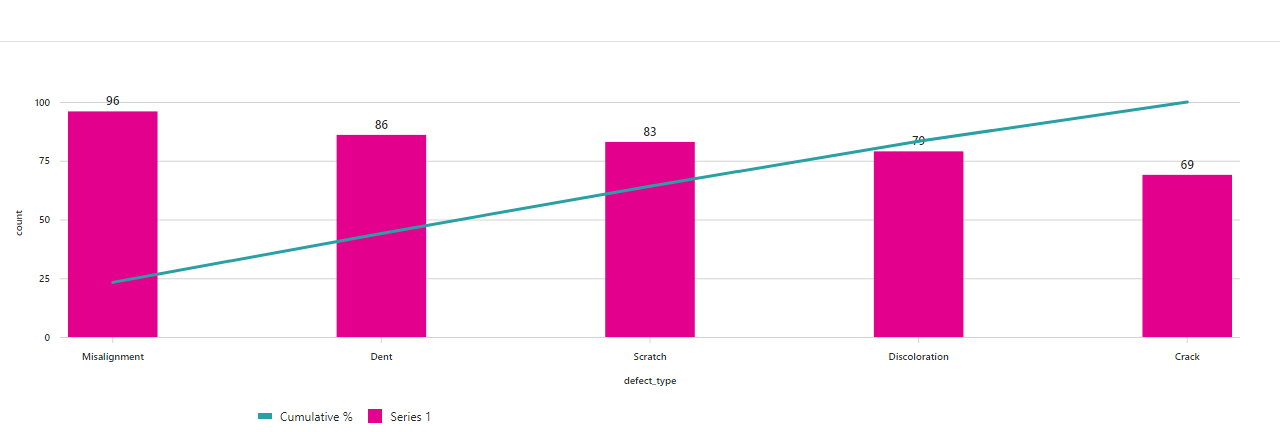 96
86
83
79
69
100
75
50
25
0
count
Misalignment Dent Scratch Discoloration Crack
defect_type
Cumulative % Series 1